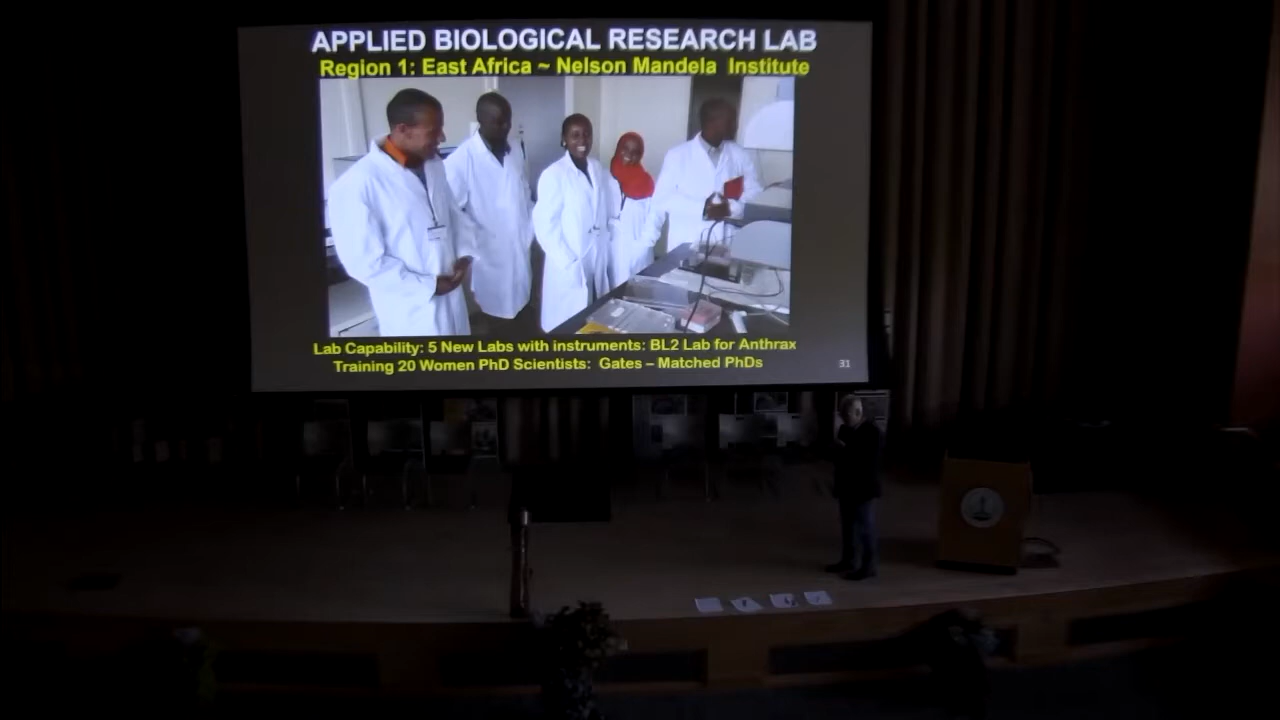 APPLIED BIOLOGICAL RESEARCH LAB
Region 1: East Africa ~ Nelson Mandela Institute
Lab Capability: 5 New Labs with instruments: BL2 Lab for Anthrax
Training 20 Women PhD Scientists: Gates – Matched PhDs
31